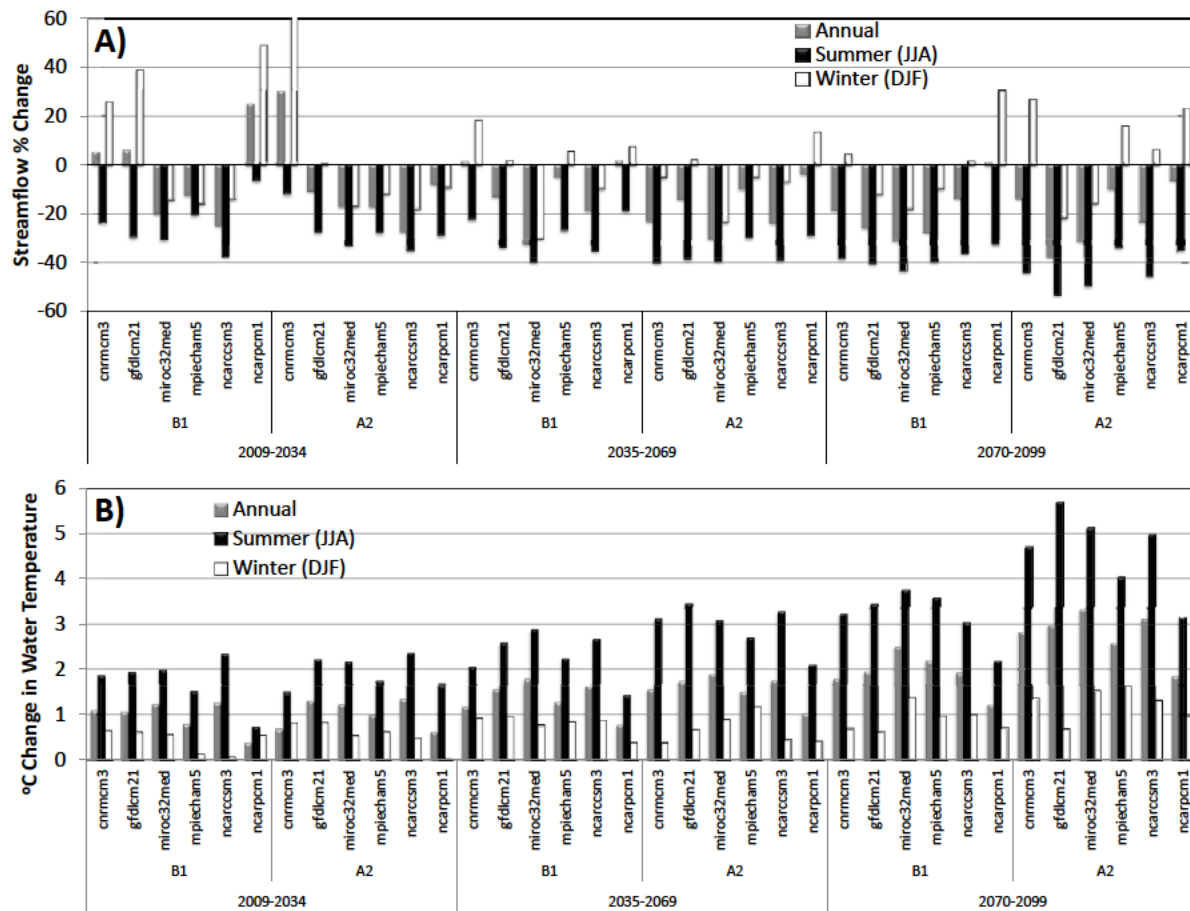 A)
Streamflow % Change
60
40
20
0
-20
-40
-60
Annual
Summer (JJA)
Winter (DJF)
cnrmcm3 gfdlcm21 miroc32med mpiecham5 ncarccsm3 ncarpcm1 cnrmcm3 gfdlcm21 miroc32med mpiecham5 ncarccsm3 ncarpcm1 cnrmcm3 gfdlcm21 miroc32med mpiecham5 ncarccsm3 ncarpcm1 cnrmcm3 gfdlcm21 miroc32med mpiecham5 ncarccsm3 ncarpcm1 cnrmcm3 gfdlcm21 miroc32med mpiecham5 ncarccsm3 ncarpcm1 cnrmcm3 gfdlcm21 miroc32med mpiecham5 ncarccsm3 ncarpcm1
B1 A2 B1 A2 B1 A2
2009-2034 2035-2069 2070-2099
B)
ºC Change in Water Temperature
6
5
4
3
2
1
0
Annual
Summer (JJA)
Winter (DJF)
cnrmcm3 gfdlcm21 miroc32med mpiecham5 ncarccsm3 ncarpcm1 cnrmcm3 gfdlcm21 miroc32med mpiecham5 ncarccsm3 ncarpcm1 cnrmcm3 gfdlcm21 miroc32med mpiecham5 ncarccsm3 ncarpcm1 cnrmcm3 gfdlcm21 miroc32med mpiecham5 ncarccsm3 ncarpcm1 cnrmcm3 gfdlcm21 miroc32med mpiecham5 ncarccsm3 ncarpcm1 cnrmcm3 gfdlcm21 miroc32med mpiecham5 ncarccsm3 ncarpcm1
B1 A2 B1 A2 B1 A2
2009-2034 2035-2069 2070-2099